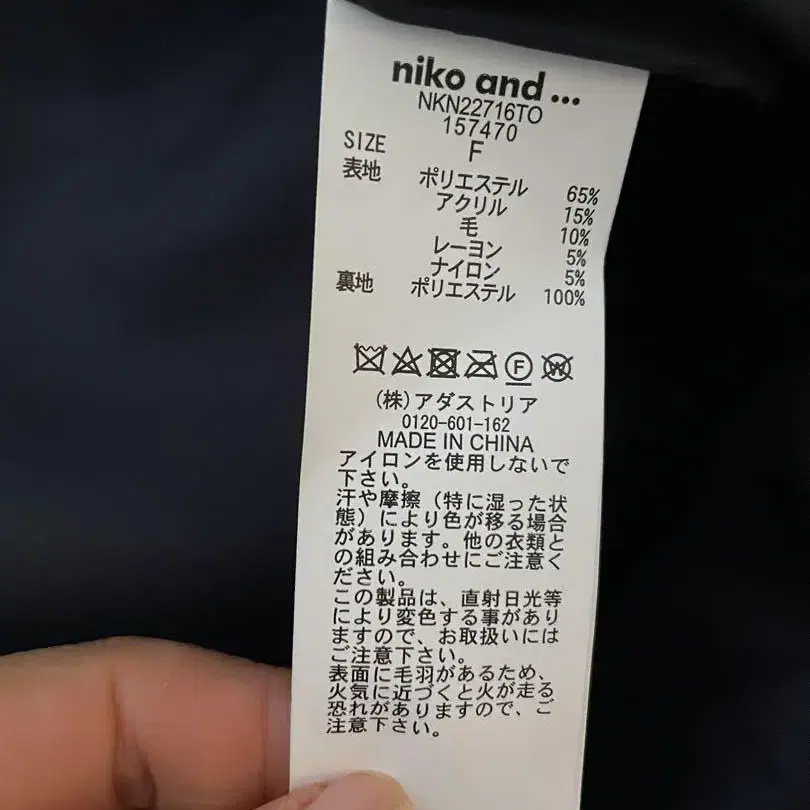 niko and ...
NKN22716TO
157470
SIZE F
表地 ポリエステル 65%
アクリル 15%
毛 10%
レーヨン 5%
ナイロン 5%
裏地 ポリエステル 100%
F W
(株)アダストリア
0120-601-162
MADE IN CHINA
アイロンを使用しないで
下さい。
汗や摩擦（特に湿った状
態）により色が移る場合
があります。他の衣類と
の組み合わせにご注意く
ださい。
この製品は、直射日光等
により変色する事があり
ますので、お取扱いには
ご注意下さい。
表面に毛羽があるため、
火気に近づくと火が走る
恐れがありますので、ご
注意下さい。